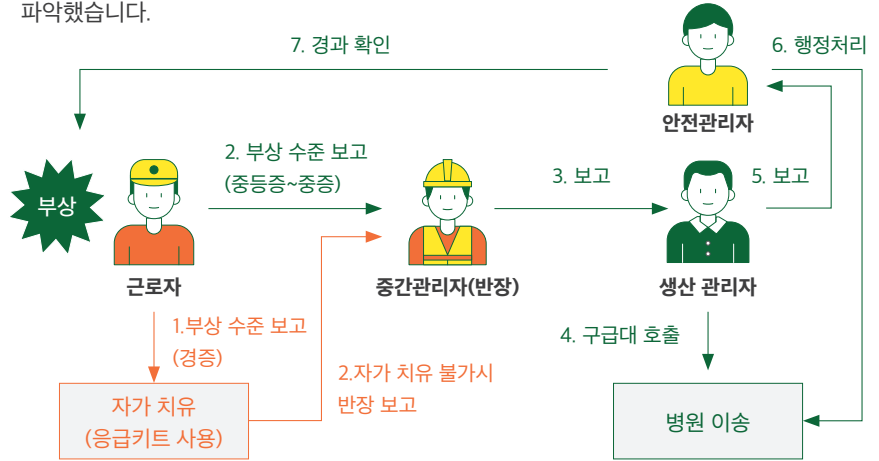 파악했습니다.
7. 경과 확인
6. 행정처리
안전관리자
2. 부상 수준 보고
(중등증~중증)
3. 보고
5. 보고
부상
근로자
중간관리자(반장)
생산 관리자
1.부상 수준 보고
(경증)
4. 구급대 호출
2.자가 치유 불가시
반장 보고
자가 치유
(응급키트 사용)
병원 이송